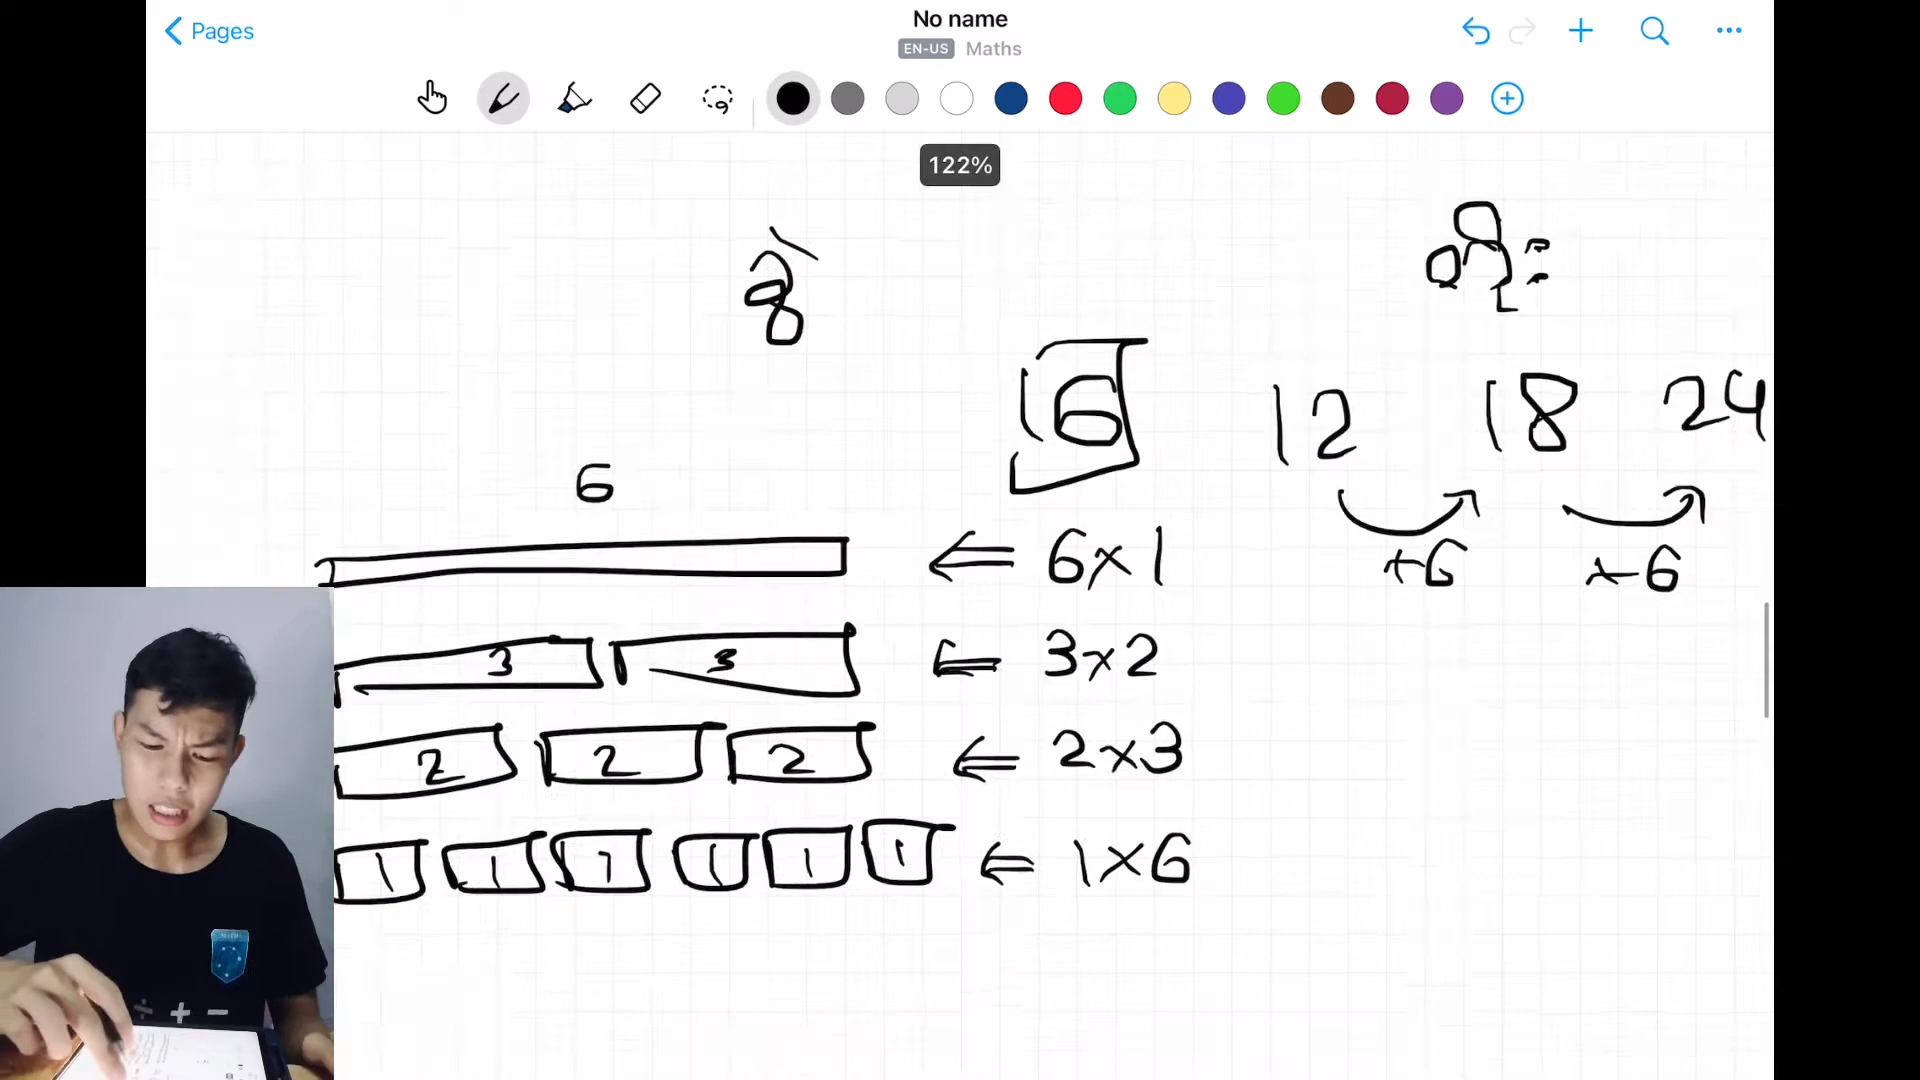 Pages
No name
EN-US Maths
122%
6 12 18 24
+6 +6
6
6x1
3 3 3x2
2 2 2 2x3
1 1 1 1 1 1 1x6
÷ + −